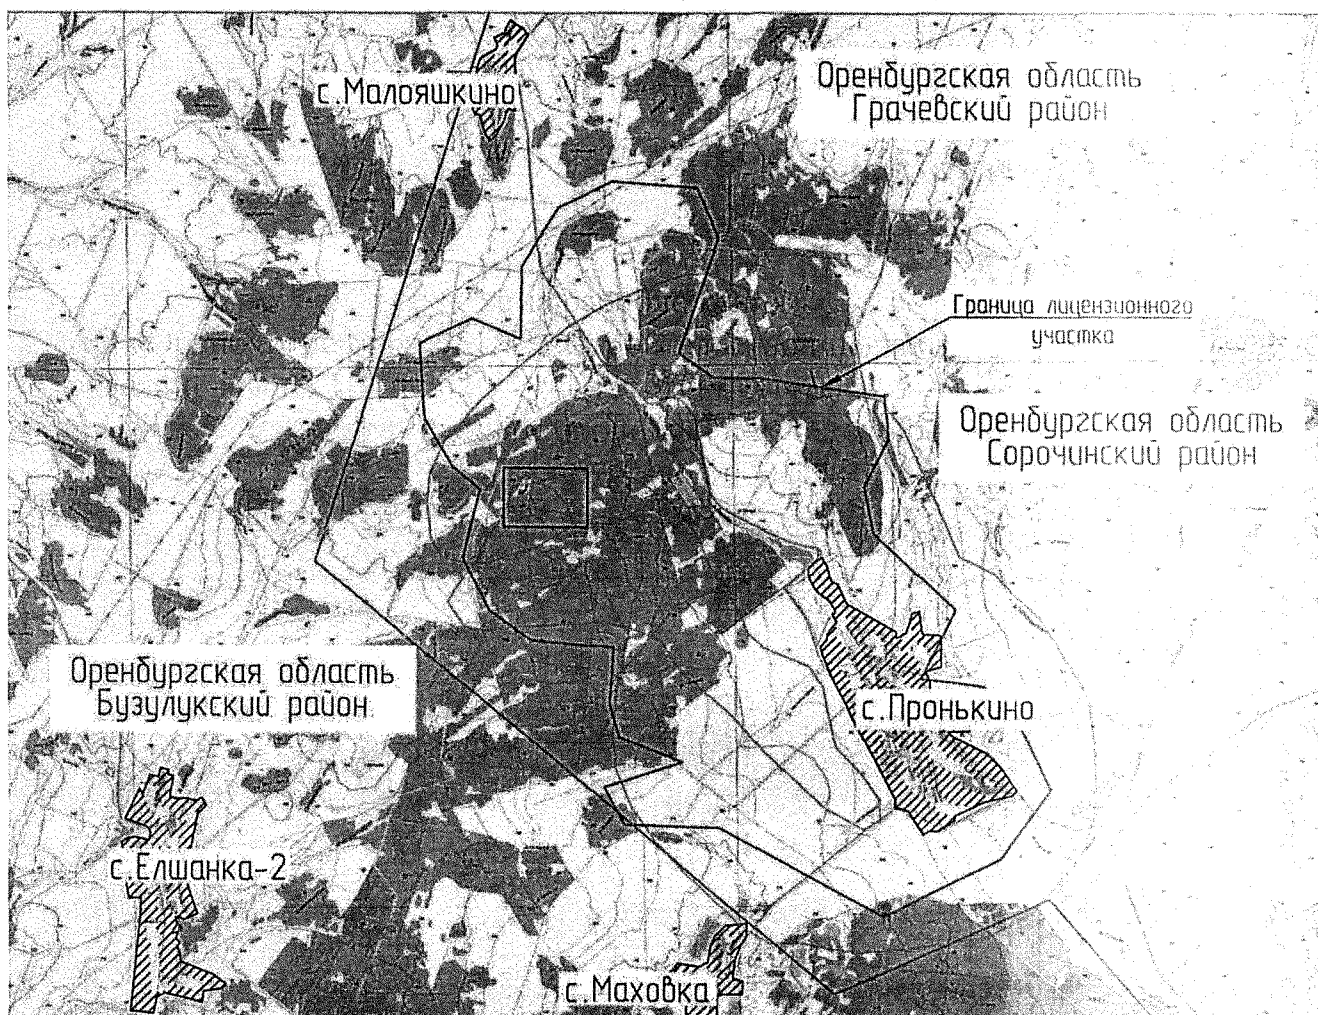 с.Малояшкино
Оренбургская область
Грачевский район
Граница лицензионного
участка
Оренбургская область
Сорочинский район
Оренбургская область
Бузулукский район
с.Пронькино
с.Елшанка-2
с.Маховка